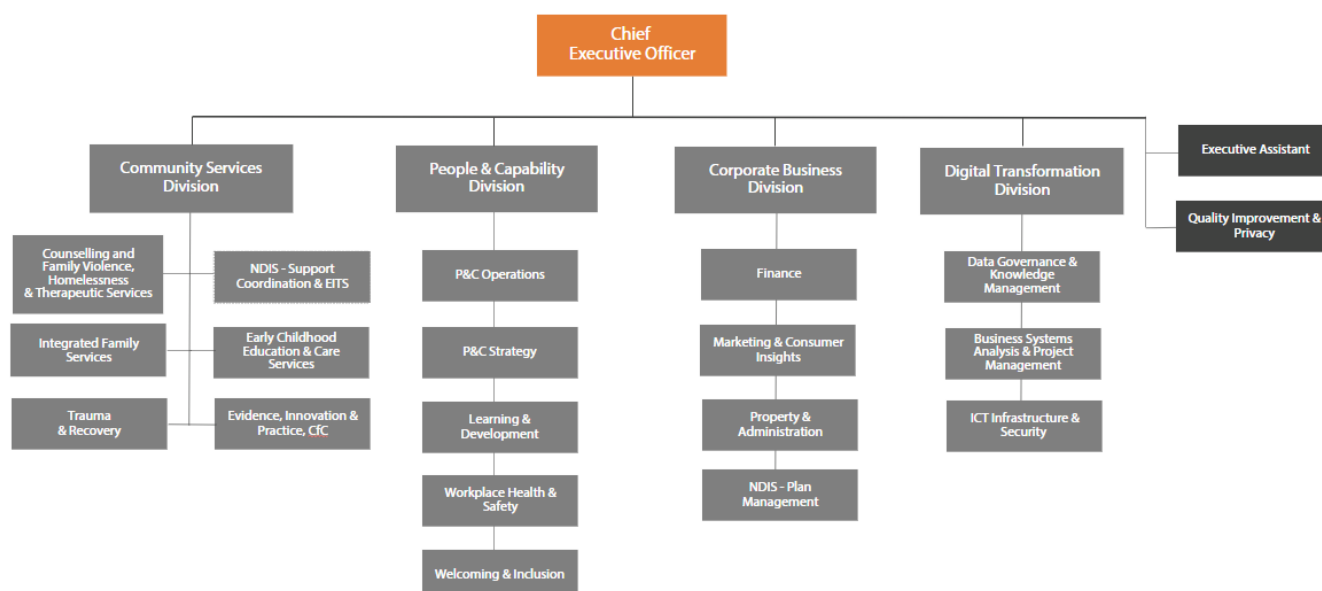 Chief
Executive Officer
Community Services
Division
People & Capability
Division
Corporate Business
Division
Digital Transformation
Division
Executive Assistant
Quality Improvement &
Privacy
Counselling and
Family Violence,
Homelessness
& Therapeutic Services
NDIS - Support
Coordination & EITS
Integrated Family
Services
Early Childhood
Education & Care
Services
Trauma
& Recovery
Evidence, Innovation &
Practice, CfC
P&C Operations
P&C Strategy
Learning &
Development
Workplace Health &
Safety
Welcoming & Inclusion
Finance
Marketing & Consumer
Insights
Property &
Administration
NDIS - Plan
Management
Data Governance &
Knowledge
Management
Business Systems
Analysis & Project
Management
ICT Infrastructure &
Security